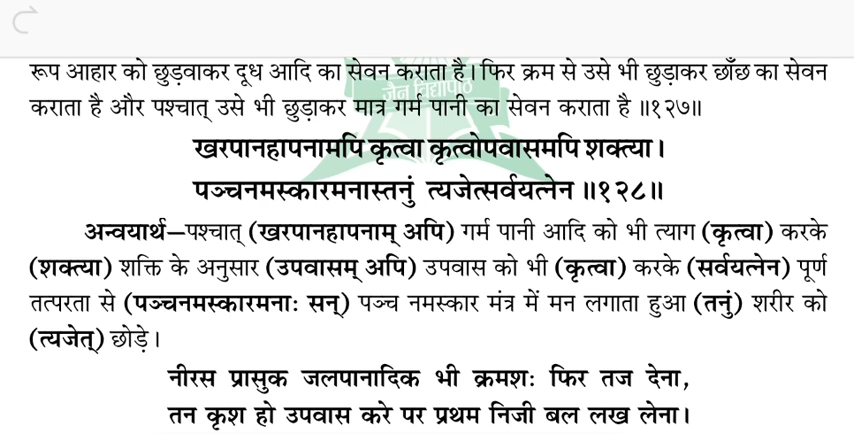 रूप आहार को छुड़वाकर दूध आदि का सेवन कराता है। फिर क्रम से उसे भी छुड़ाकर छाँछ का सेवन
कराता है और पश्चात् उसे भी छुड़ाकर मात्र गर्म पानी का सेवन कराता है ॥१२७॥
जैन विद्यापीठ
खरपानहापनामपि कृत्वा कृत्वोपवासमपि शक्त्या।
पञ्चनमस्कारमनास्तनुं त्यजेत्सर्वयत्नेन ॥१२८॥
अन्वयार्थ—पश्चात् (खरपानहापनाम् अपि) गर्म पानी आदि को भी त्याग (कृत्वा) करके
(शक्त्या) शक्ति के अनुसार (उपवासम् अपि) उपवास को भी (कृत्वा) करके (सर्वयत्नेन) पूर्ण
तत्परता से (पञ्चनमस्कारमनाः सन्) पञ्च नमस्कार मंत्र में मन लगाता हुआ (तनुं) शरीर को
(त्यजेत्) छोड़े।
नीरस प्रासुक जलपानादिक भी क्रमशः फिर तज देना,
तन कृश हो उपवास करे पर प्रथम निजी बल लख लेना।